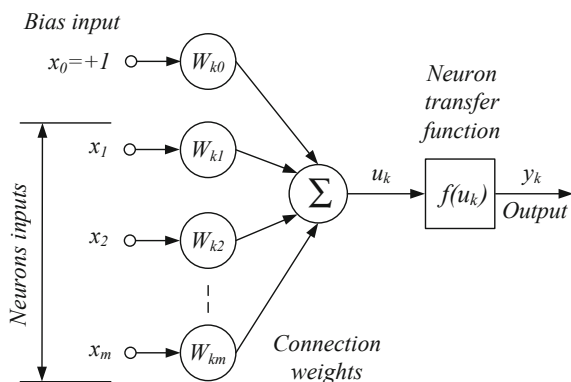 Bias input
x0=+1
Wk0
Neurons inputs
x1
Wk1
x2
Wk2
xm
Wkm
Σ
Connection
weights
uk
Neuron
transfer
function
f(uk)
yk
Output